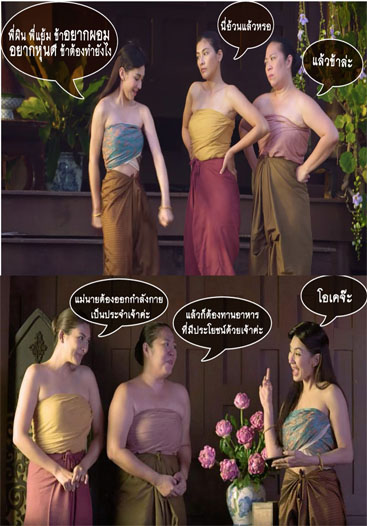 พี่ผิน พี่แย้ม ข้าอยากผอม
อยากหุ่นดี ข้าต้องทำยังไง
นี่อ้วนแล้วหรอ
แล้วข้าล่ะ
แม่นายต้องออกกำลังกาย
เป็นประจำเจ้าค่ะ
แล้วก็ต้องทานอาหาร
ที่มีประโยชน์ด้วยเจ้าค่ะ
โอเคจ๊ะ